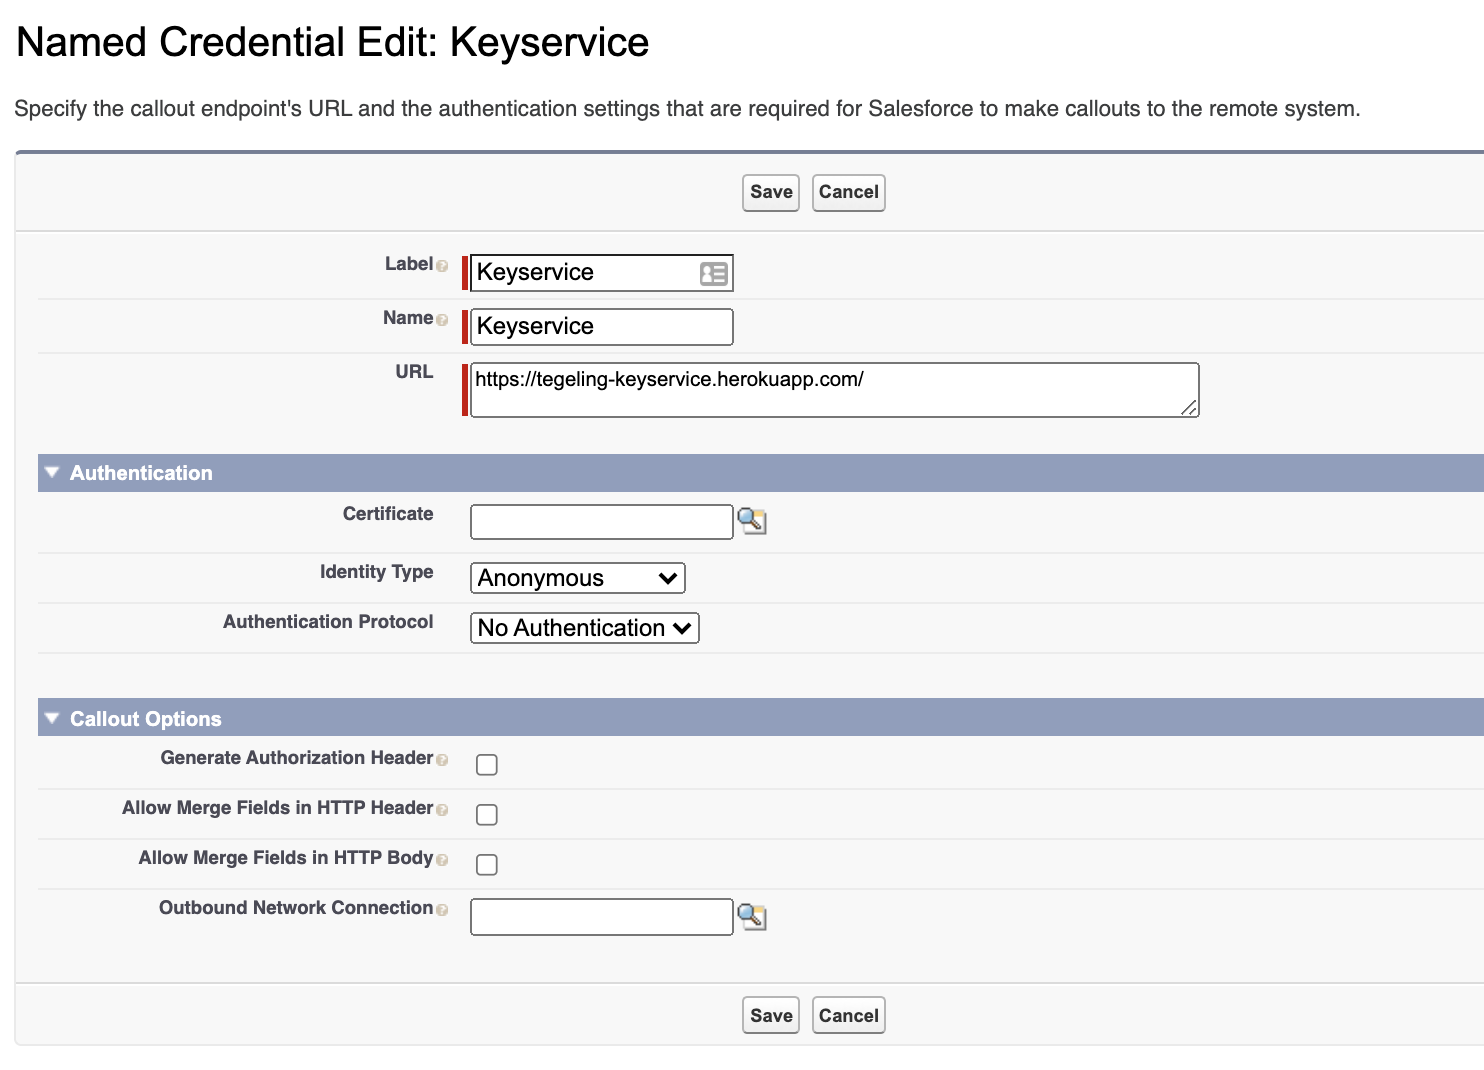 Named Credential Edit: Keyservice
Specify the callout endpoint's URL and the authentication settings that are required for Salesforce to make callouts to the remote system.
Save Cancel
Label Keyservice
Name Keyservice
URL https://tegeling-keyservice.herokuapp.com/
Authentication
Certificate
Identity Type Anonymous
Authentication Protocol No Authentication
Callout Options
Generate Authorization Header
Allow Merge Fields in HTTP Header
Allow Merge Fields in HTTP Body
Outbound Network Connection
Save Cancel